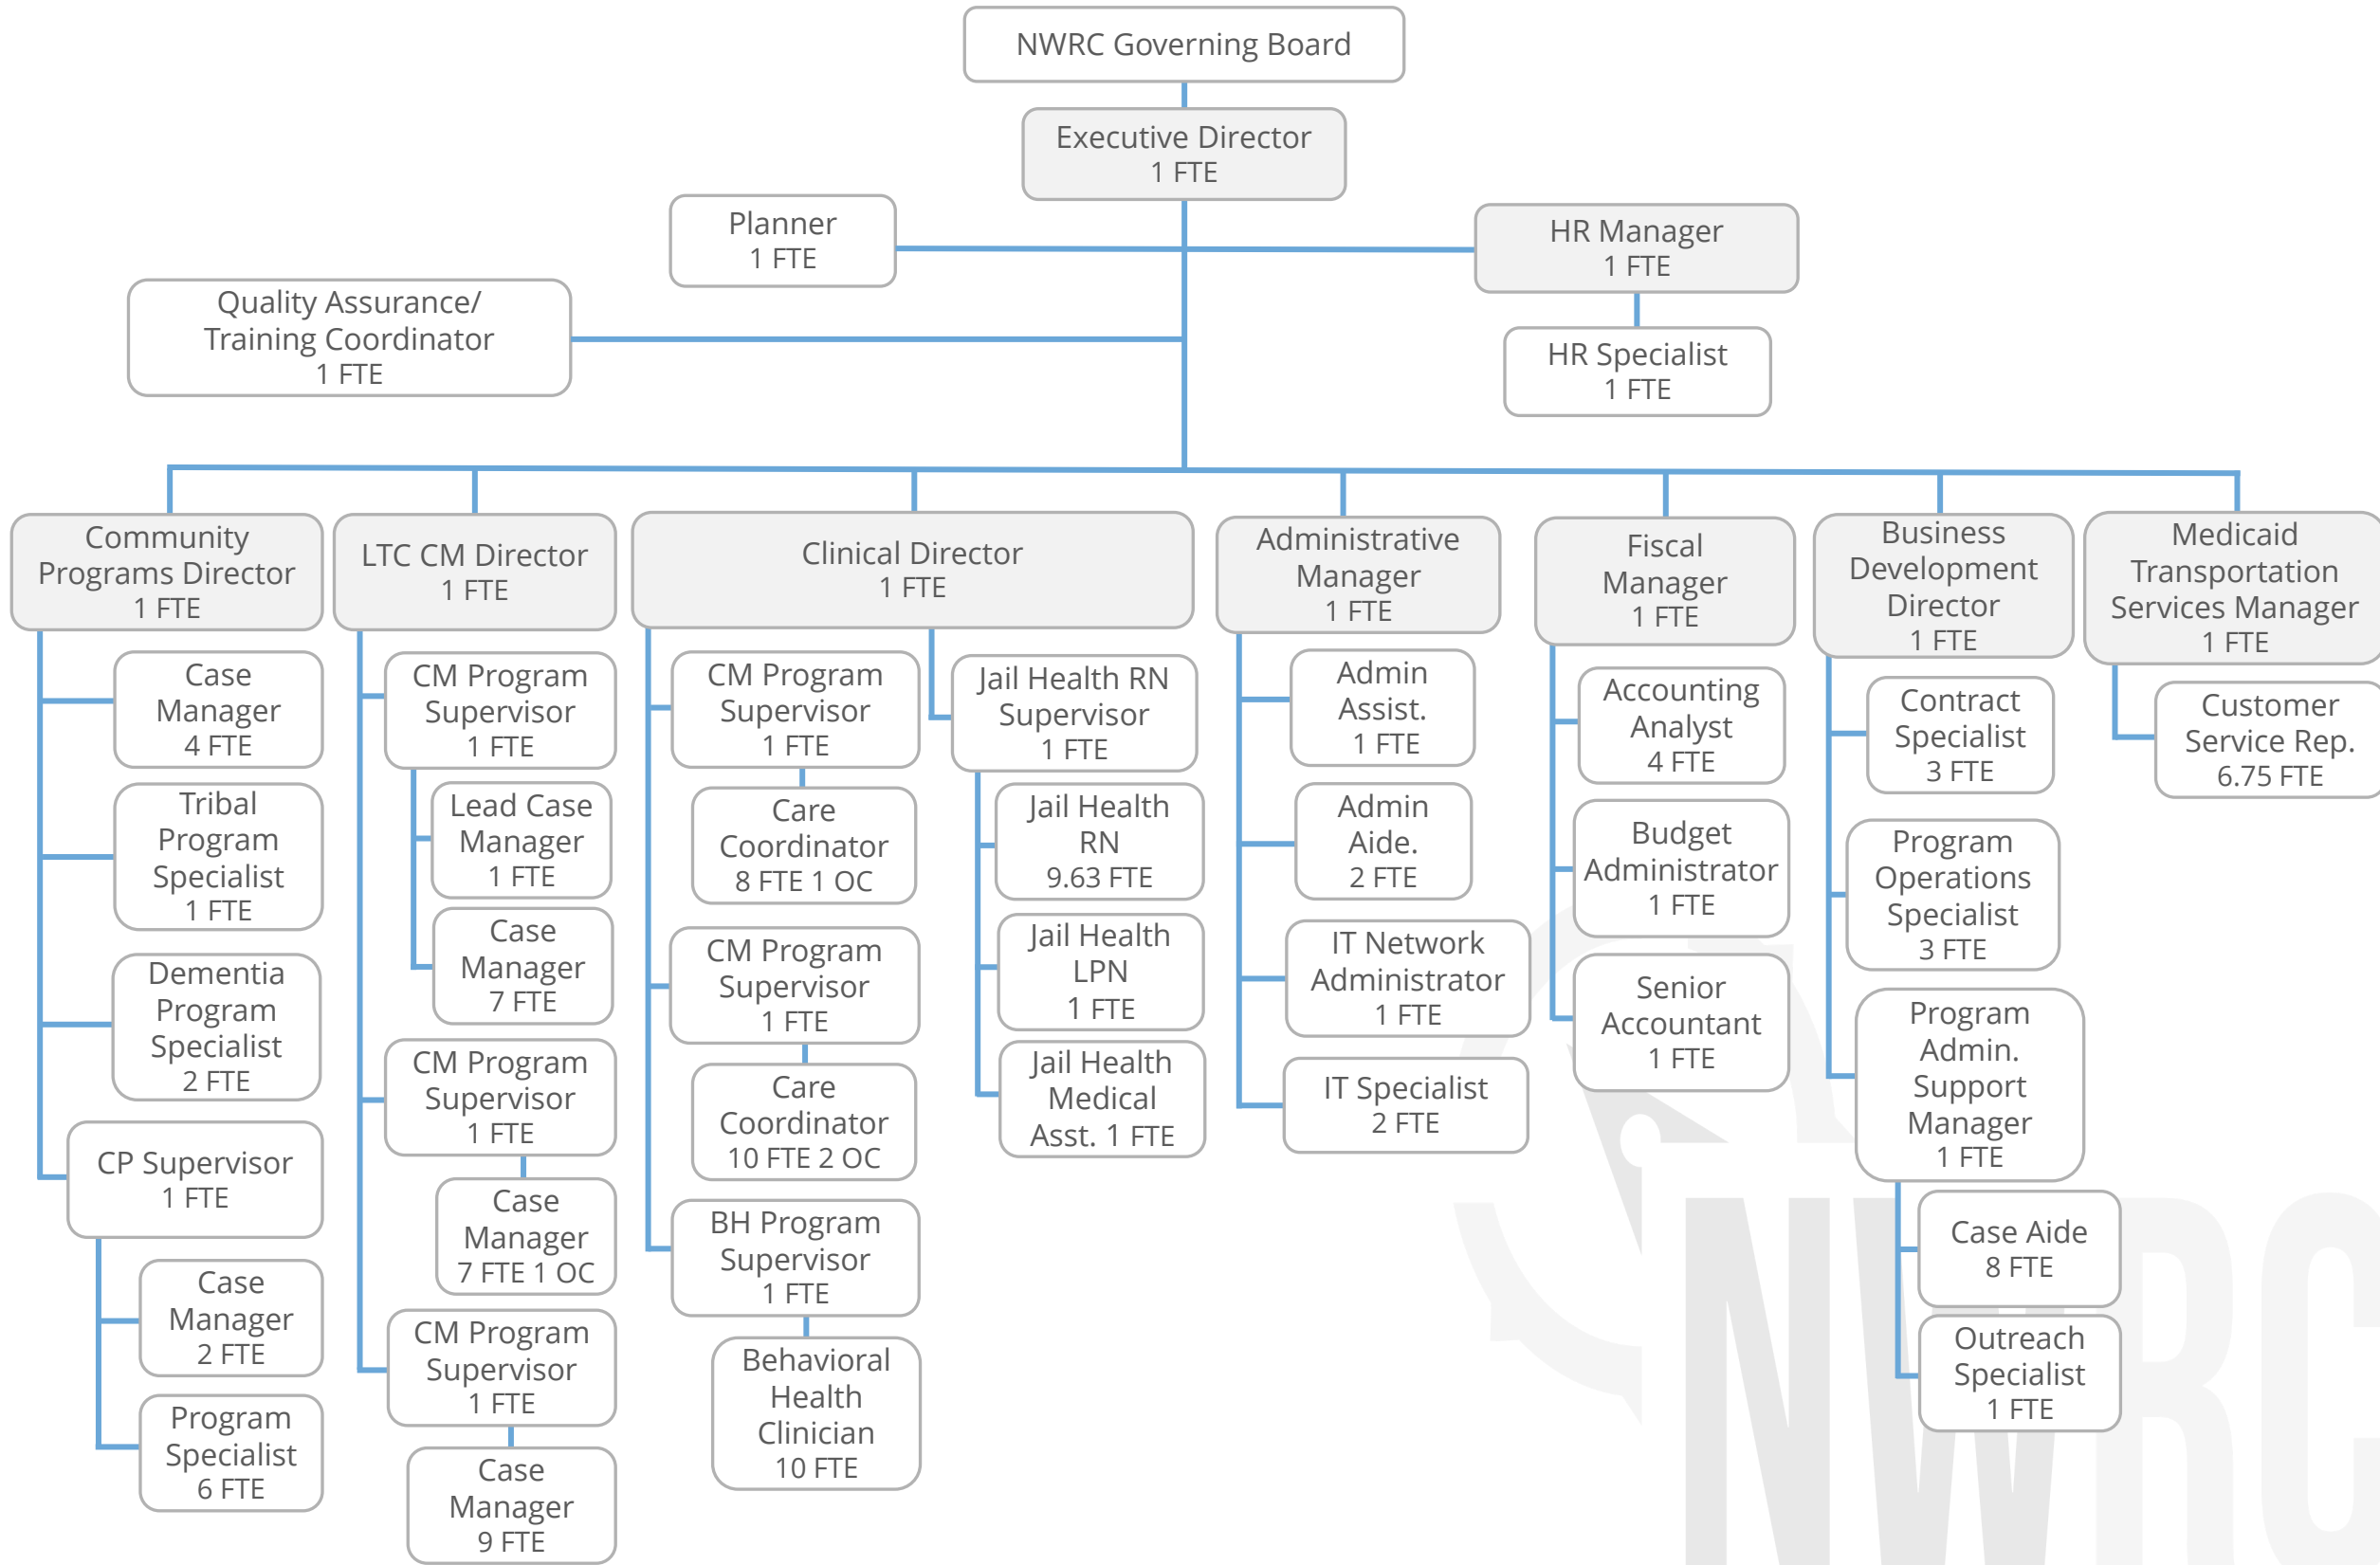 NWRC Governing Board
Executive Director
1 FTE
Planner
1 FTE
HR Manager
1 FTE
Quality Assurance/
Training Coordinator
1 FTE
HR Specialist
1 FTE
Community
Programs Director
1 FTE
Case
Manager
4 FTE
Tribal
Program
Specialist
1 FTE
Dementia
Program
Specialist
2 FTE
CP Supervisor
1 FTE
Case
Manager
2 FTE
Program
Specialist
6 FTE
LTC CM Director
1 FTE
CM Program
Supervisor
1 FTE
Lead Case
Manager
1 FTE
Case
Manager
7 FTE
CM Program
Supervisor
1 FTE
Case
Manager
7 FTE 1 OC
CM Program
Supervisor
1 FTE
Case
Manager
9 FTE
Clinical Director
1 FTE
CM Program
Supervisor
1 FTE
Care
Coordinator
8 FTE 1 OC
CM Program
Supervisor
1 FTE
Care
Coordinator
10 FTE 2 OC
BH Program
Supervisor
1 FTE
Behavioral
Health
Clinician
10 FTE
Jail Health RN
Supervisor
1 FTE
Jail Health
RN
9.63 FTE
Jail Health
LPN
1 FTE
Jail Health
Medical
Asst. 1 FTE
Administrative
Manager
1 FTE
Admin
Assist.
1 FTE
Admin
Aide.
2 FTE
IT Network
Administrator
1 FTE
IT Specialist
2 FTE
Fiscal
Manager
1 FTE
Accounting
Analyst
4 FTE
Budget
Administrator
1 FTE
Senior
Accountant
1 FTE
Business
Development
Director
1 FTE
Contract
Specialist
3 FTE
Program
Operations
Specialist
3 FTE
Program
Admin.
Support
Manager
1 FTE
Case Aide
8 FTE
Outreach
Specialist
1 FTE
Medicaid
Transportation
Services Manager
1 FTE
Customer
Service Rep.
6.75 FTE
NWRC